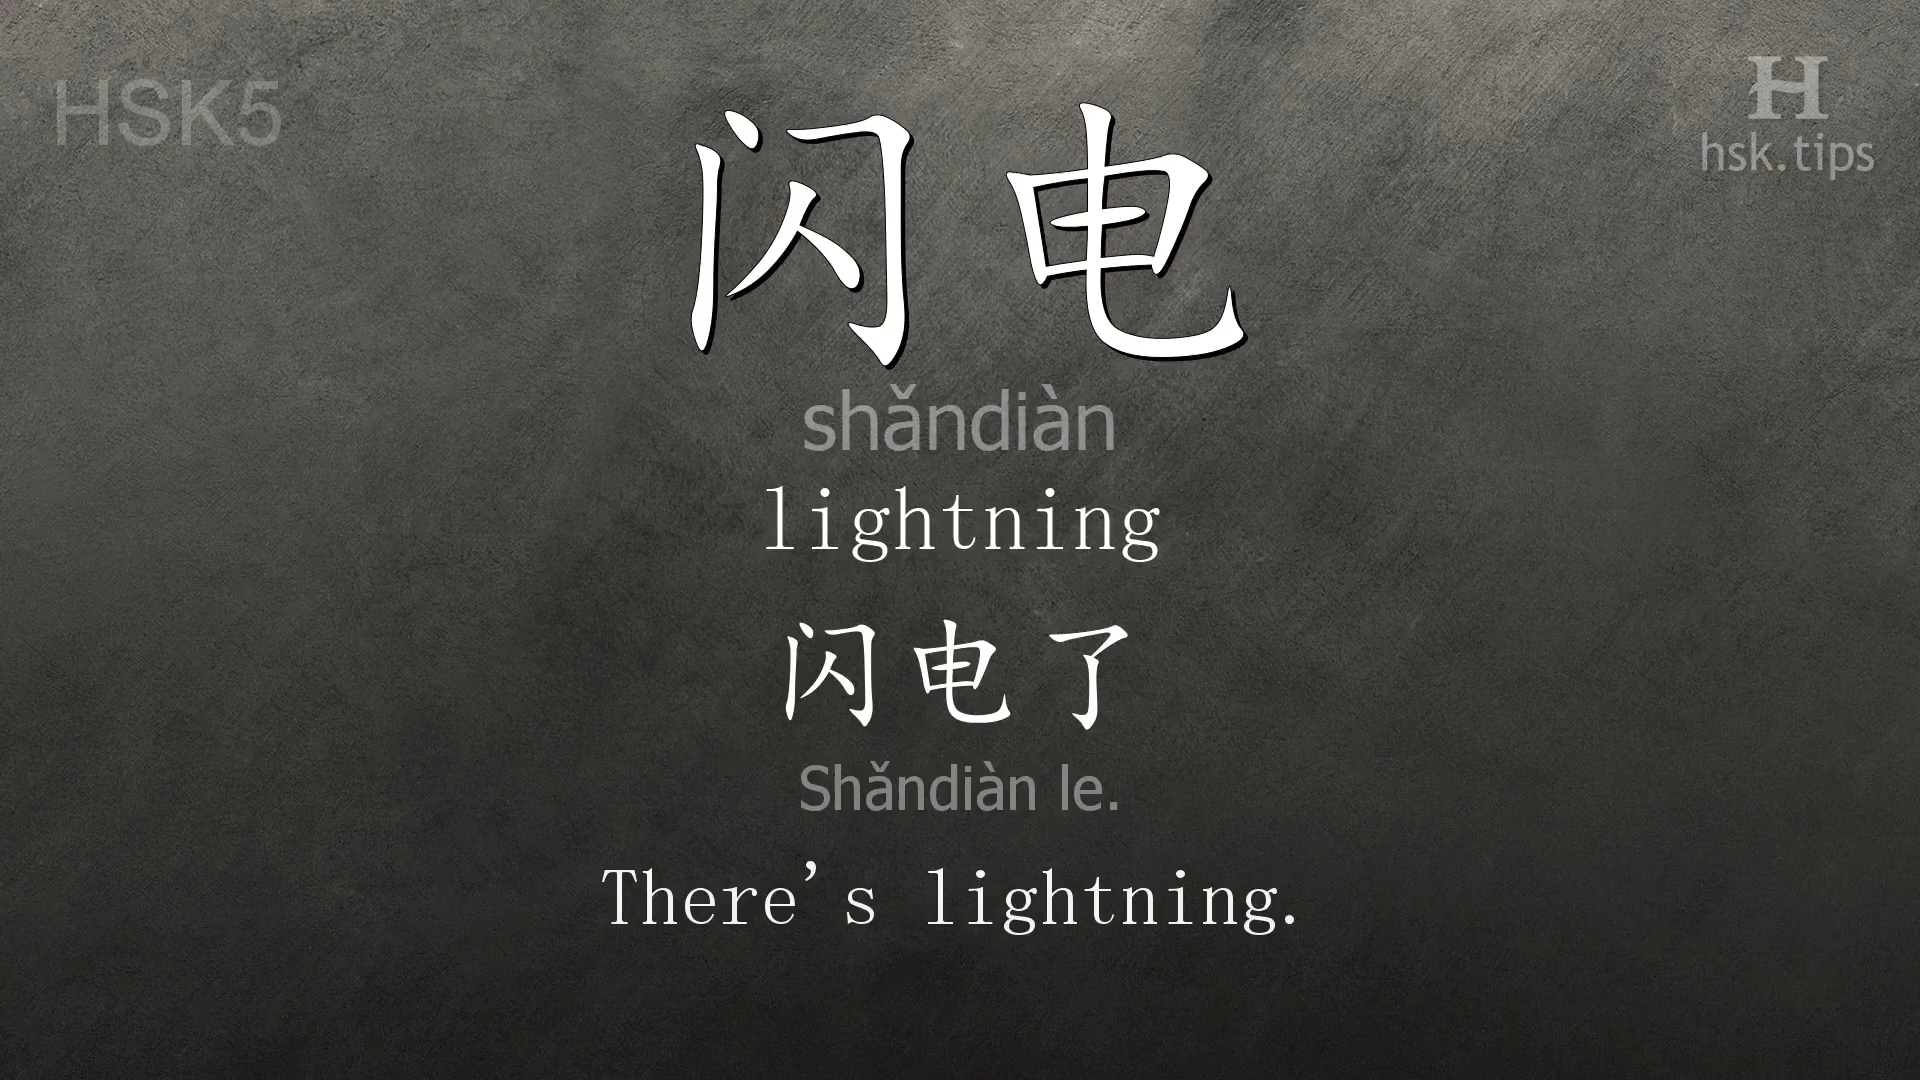 HSK5
H
hsk.tips
闪电
shǎndiàn
lightning
闪电了
Shǎndiàn le.
There's lightning.